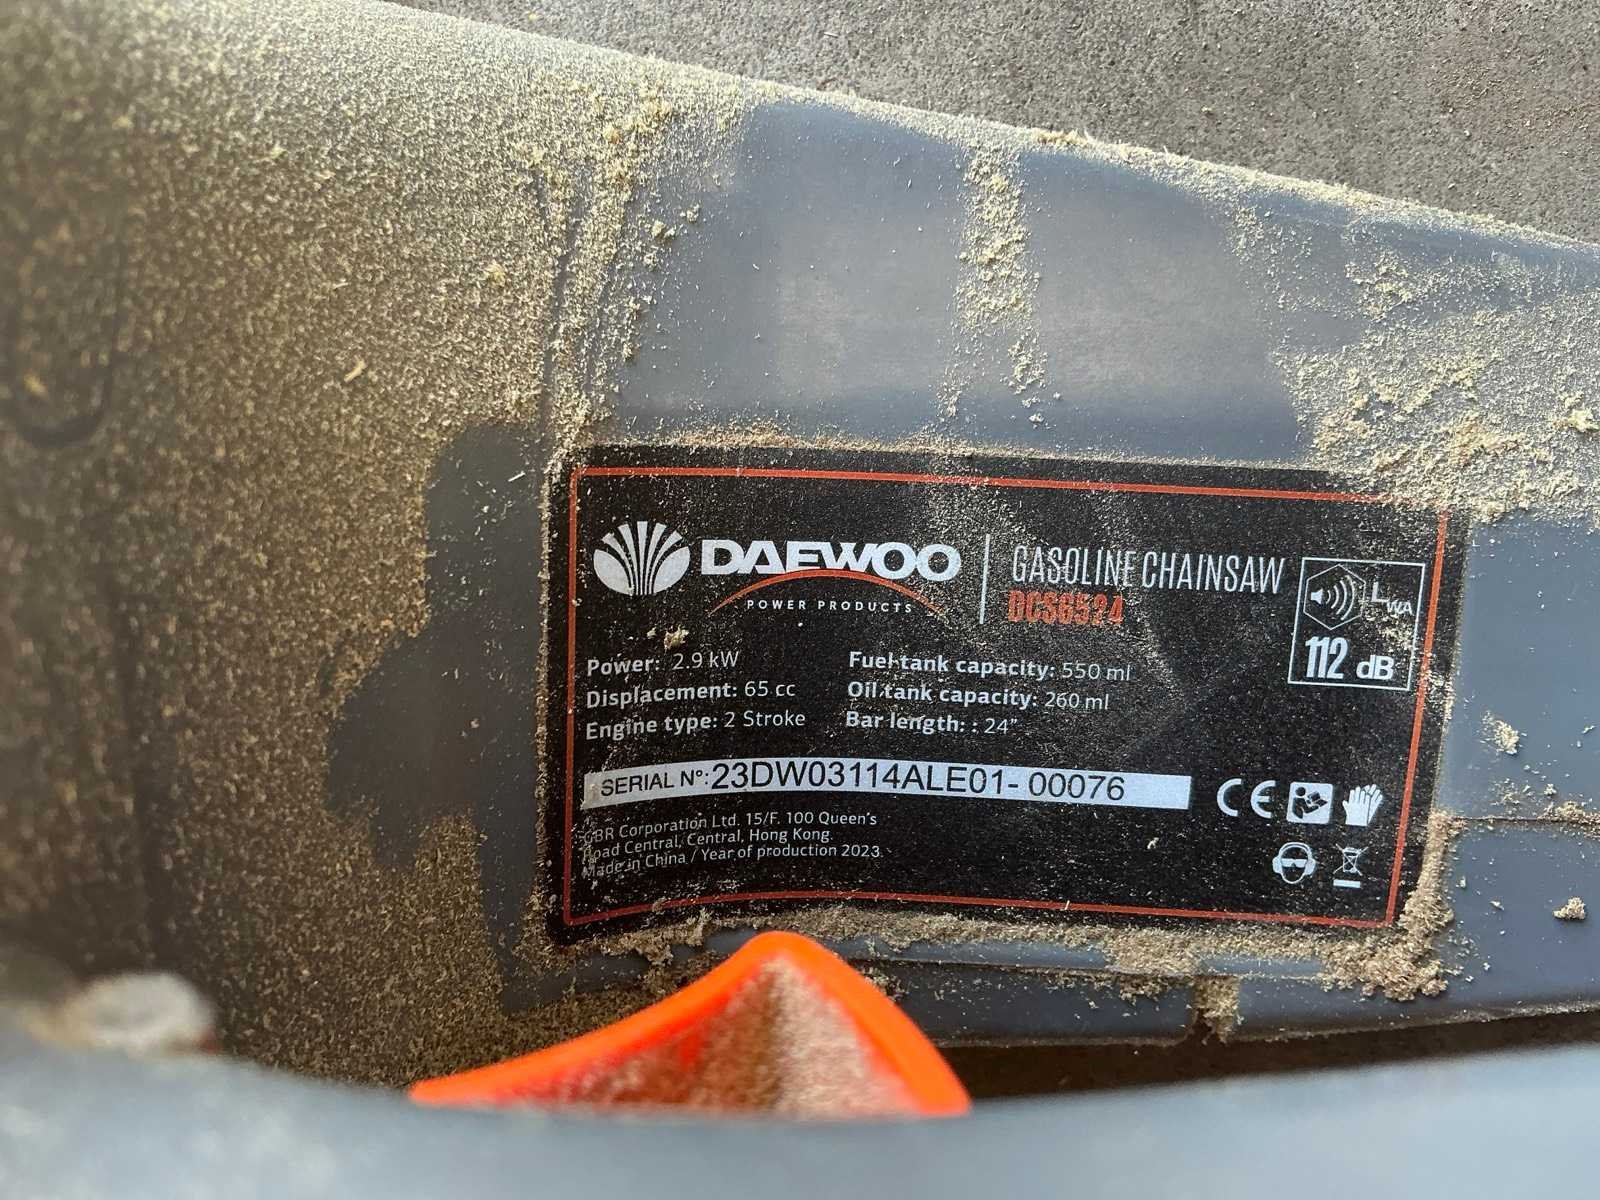 DAEWOO
POWER PRODUCTS
GASOLINE CHAINSAW
DCS6524
LWA
112 dB
Power: 2.9 kW
Displacement: 65 cc
Engine type: 2 Stroke
Fuel tank capacity: 550 ml
Oil tank capacity: 260 ml
Bar length: : 24"
SERIAL N°: 23DW03114ALE01- 00076
CE
BR Corporation Ltd. 15/F. 100 Queen's
Road Central, Central, Hong Kong.
Made in China / Year of production 2023.